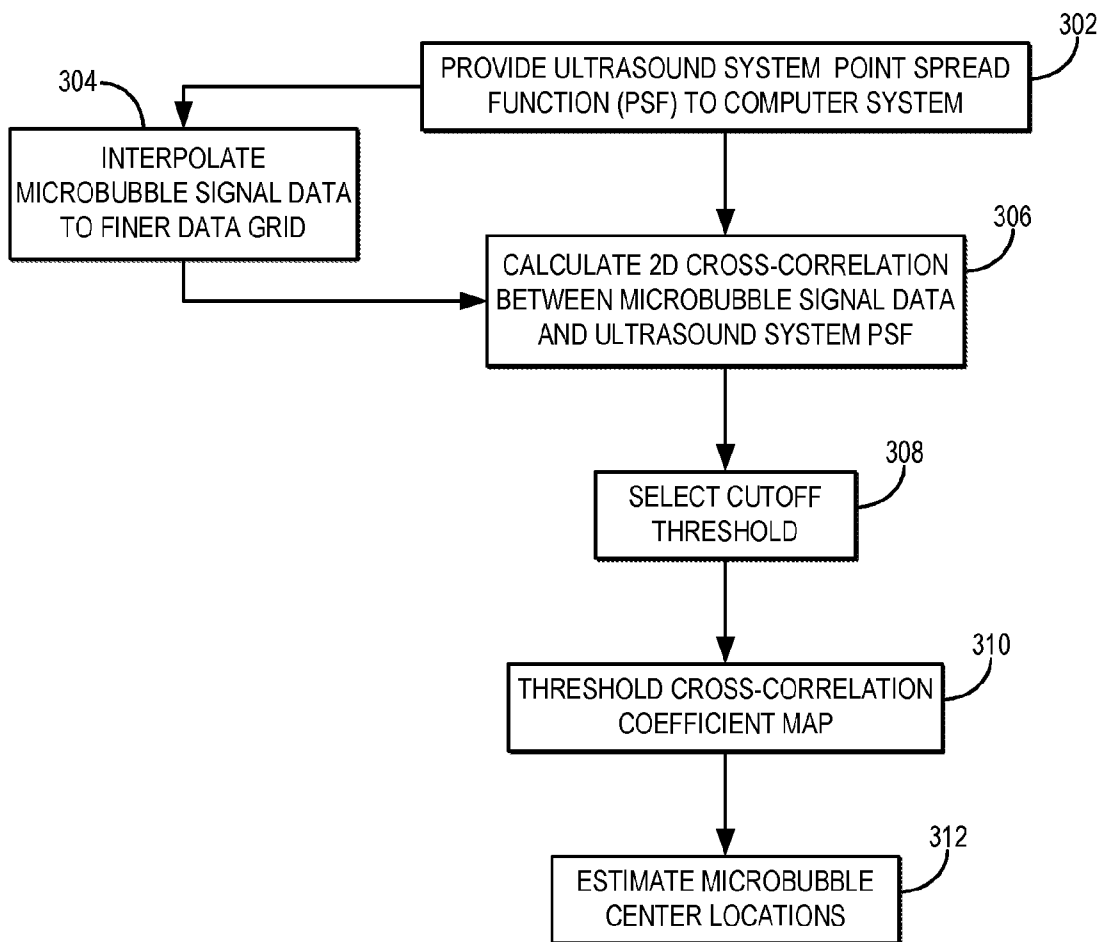 302
PROVIDE ULTRASOUND SYSTEM POINT SPREAD
FUNCTION (PSF) TO COMPUTER SYSTEM
304
INTERPOLATE
MICROBUBBLE SIGNAL DATA
TO FINER DATA GRID
306
CALCULATE 2D CROSS-CORRELATION
BETWEEN MICROBUBBLE SIGNAL DATA
AND ULTRASOUND SYSTEM PSF
308
SELECT CUTOFF
THRESHOLD
310
THRESHOLD CROSS-CORRELATION
COEFFICIENT MAP
312
ESTIMATE MICROBUBBLE
CENTER LOCATIONS